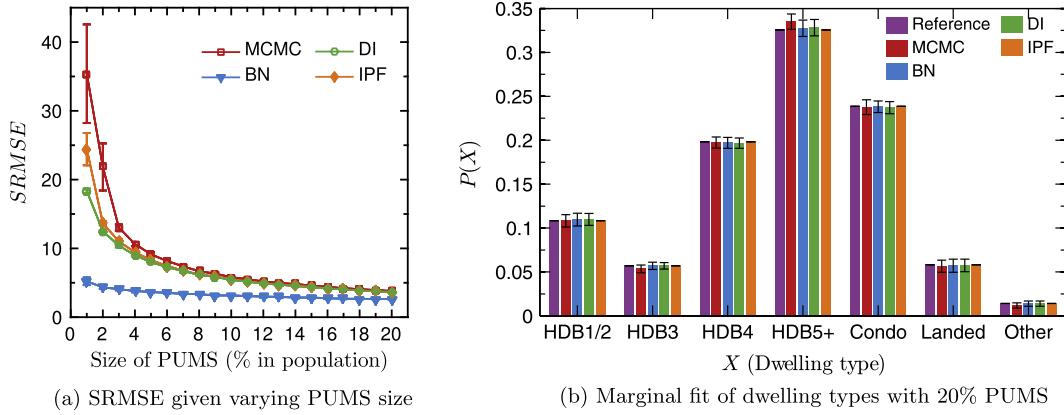 SRMSE
40
30
20
10
0
MCMC
DI
BN
IPF
0 2 4 6 8 10 12 14 16 18 20
Size of PUMS (% in population)
(a) SRMSE given varying PUMS size
P(X)
0.35
0.3
0.25
0.2
0.15
0.1
0.05
0
Reference
DI
MCMC
IPF
BN
HDB1/2 HDB3 HDB4 HDB5+ Condo Landed Other
X (Dwelling type)
(b) Marginal fit of dwelling types with 20% PUMS